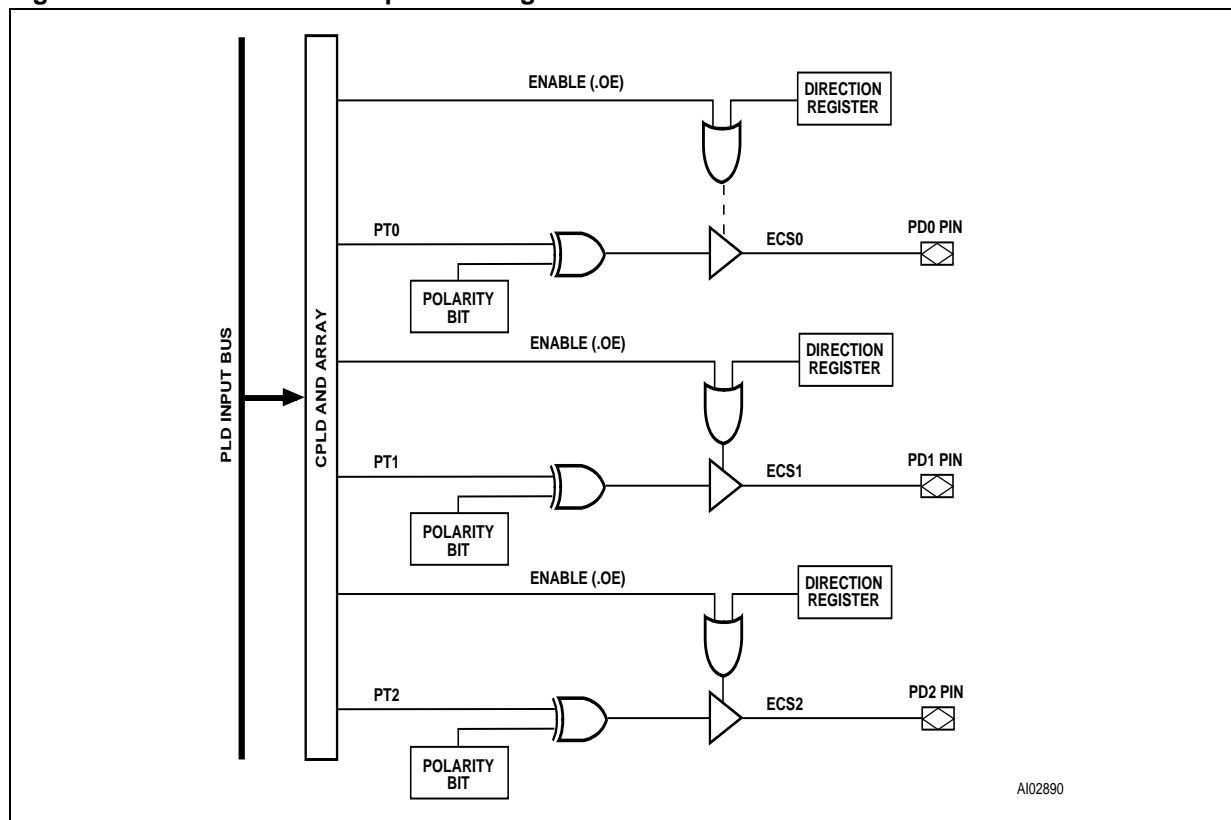 ENABLE (.OE)
DIRECTION
REGISTER
PT0
ECS0
PD0 PIN
POLARITY
BIT
ENABLE (.OE)
DIRECTION
REGISTER
PLD INPUT BUS
CPLD AND ARRAY
PT1
ECS1
PD1 PIN
POLARITY
BIT
ENABLE (.OE)
DIRECTION
REGISTER
PT2
ECS2
PD2 PIN
POLARITY
BIT
AI02890